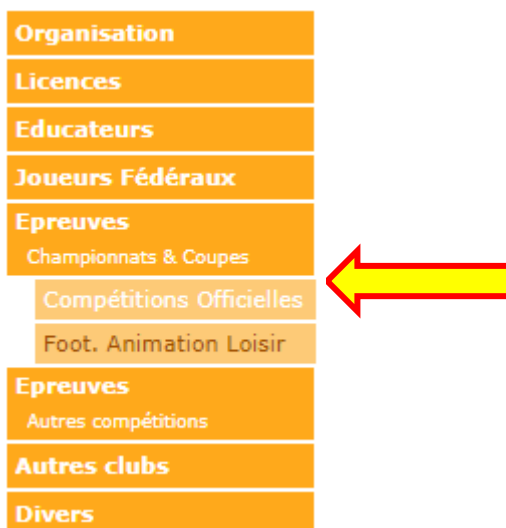 Organisation
Licences
Educateurs
Joueurs Fédéraux
Epreuves
Championnats & Coupes
Compétitions Officielles
Foot. Animation Loisir
Epreuves
Autres compétitions
Autres clubs
Divers